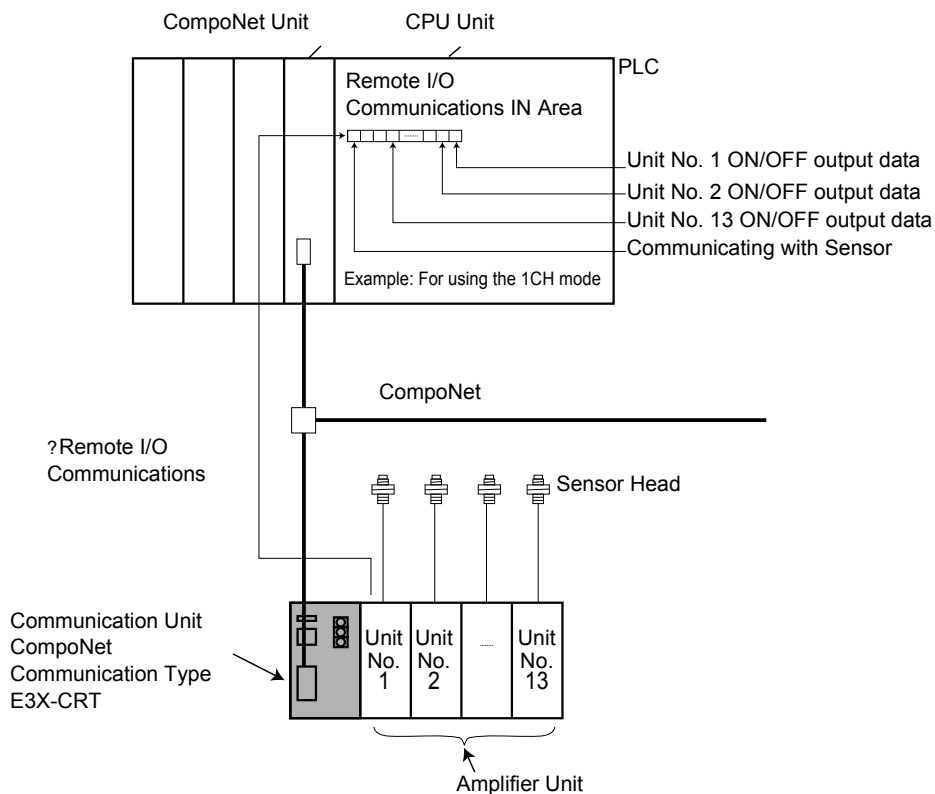 CompoNet Unit
CPU Unit
PLC
Remote I/O
Communications IN Area
Unit No. 1 ON/OFF output data
Unit No. 2 ON/OFF output data
Unit No. 13 ON/OFF output data
Communicating with Sensor
Example: For using the 1CH mode
CompoNet
?Remote I/O
Communications
Sensor Head
Communication Unit
CompoNet
Communication Type
E3X-CRT
Unit
No.
1
Unit
No.
2
......
Unit
No.
13
Amplifier Unit